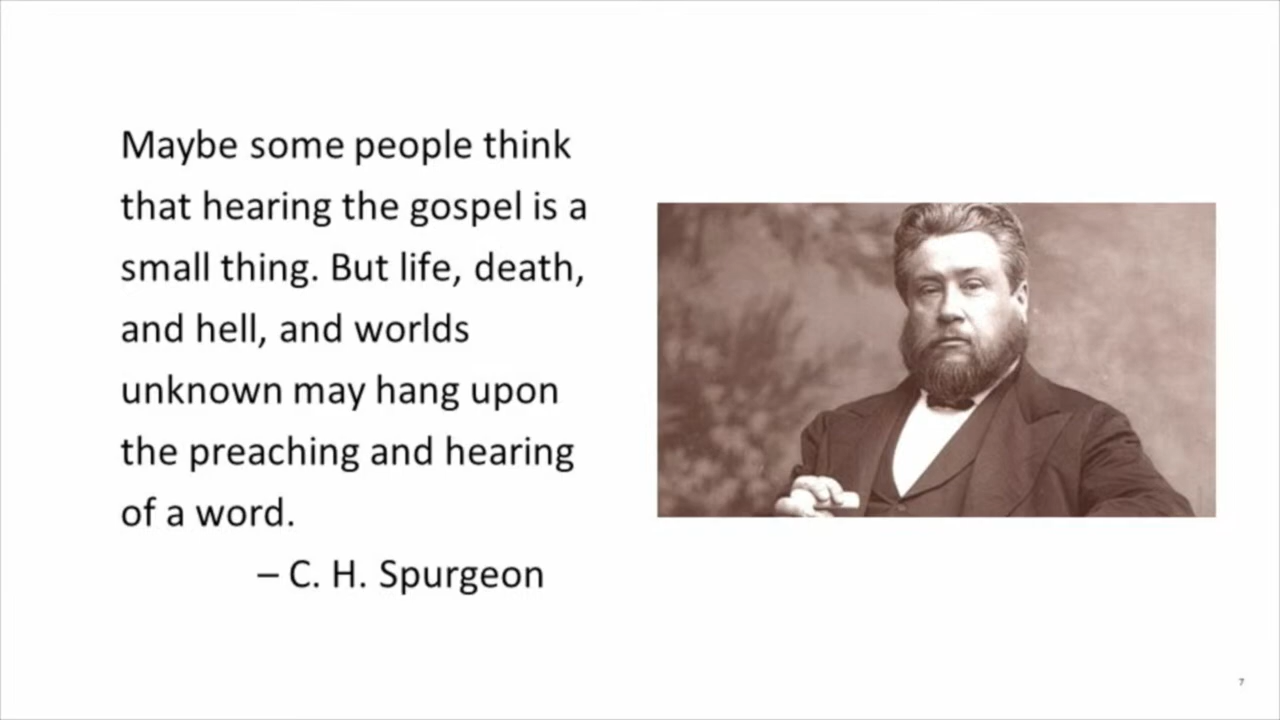 Maybe some people think
that hearing the gospel is a
small thing. But life, death,
and hell, and worlds
unknown may hang upon
the preaching and hearing
of a word.
– C. H. Spurgeon
7